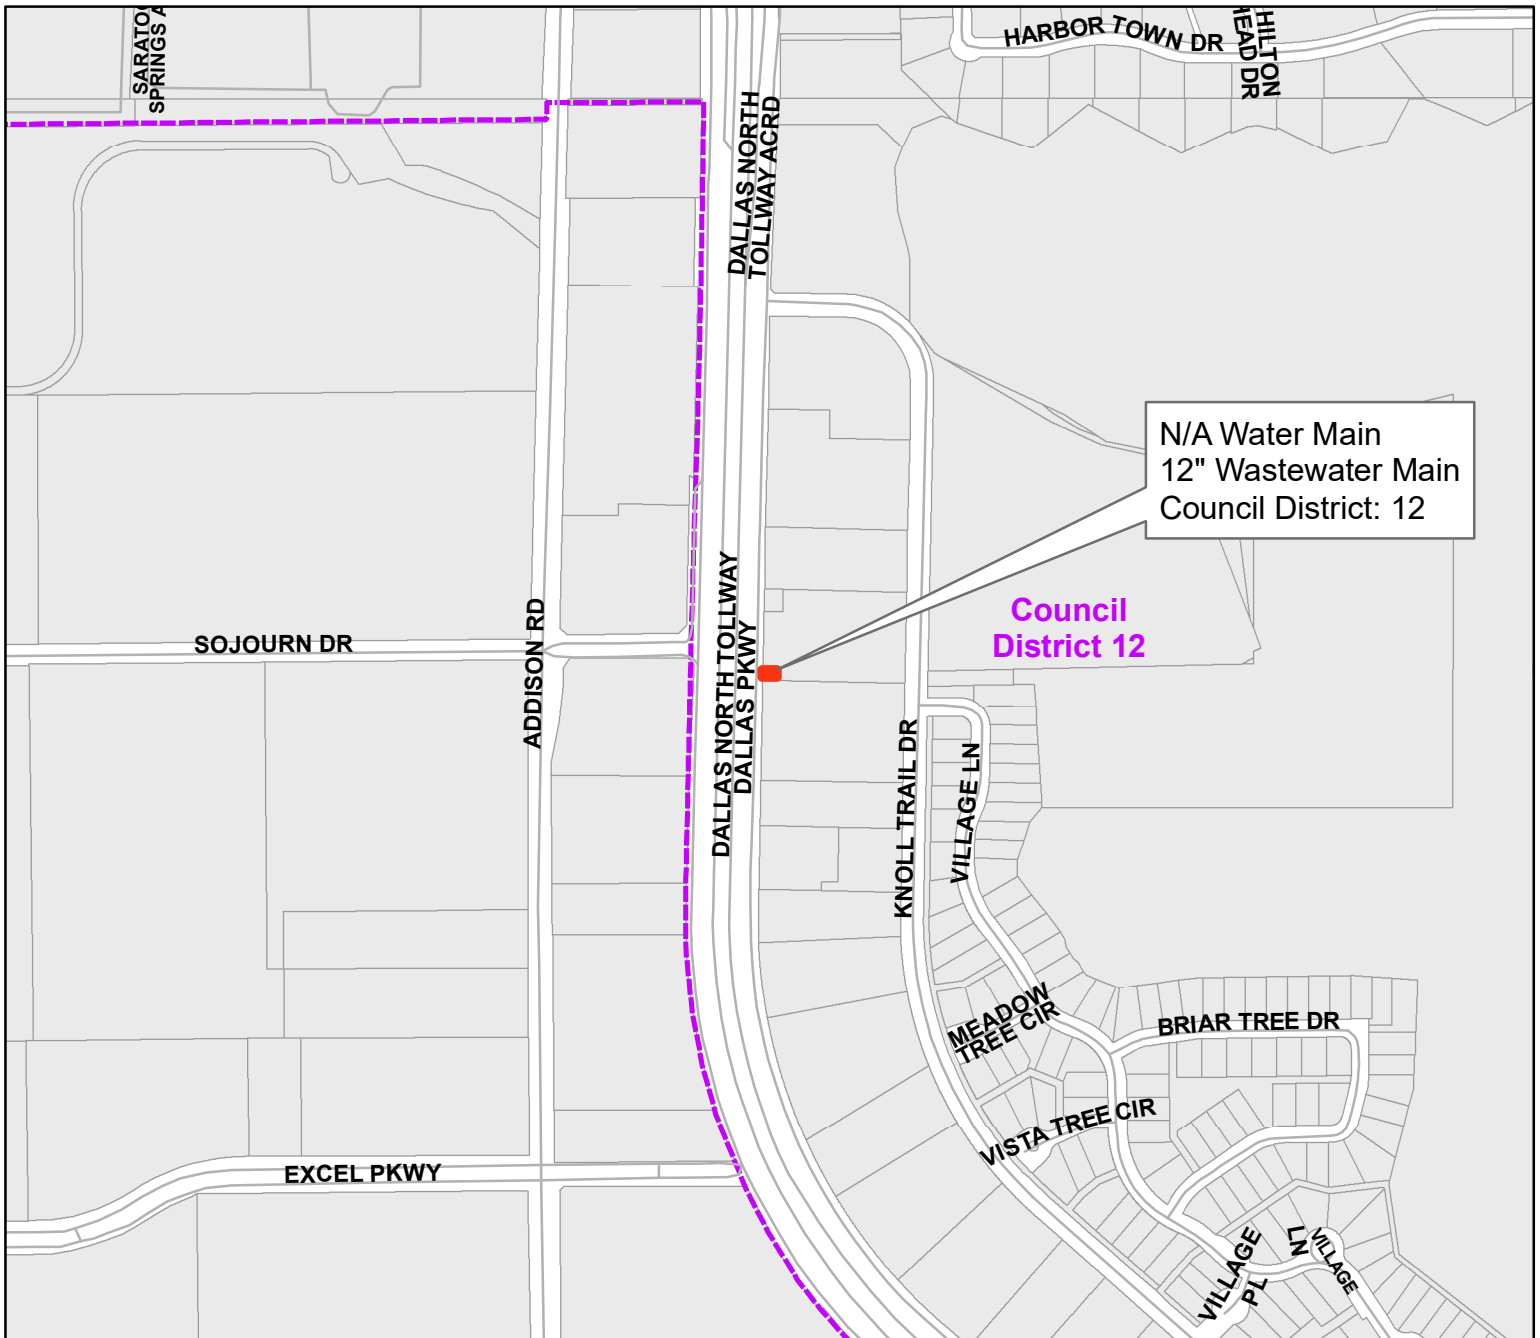 SARATOG
SPRINGS A
HARBOR TOWN DR
HILTON
HEAD DR
DALLAS NORTH
TOLLWAY ACRD
N/A Water Main
12" Wastewater Main
Council District: 12
Council
District 12
SOJOURN DR
ADDISON RD
DALLAS NORTH TOLLWAY
DALLAS PKWY
KNOLL TRAIL DR
VILLAGE LN
MEADOW
TREE CIR
BRIAR TREE DR
VISTA TREE CIR
EXCEL PKWY
VILLAGE
PL
LN
VILLAGE